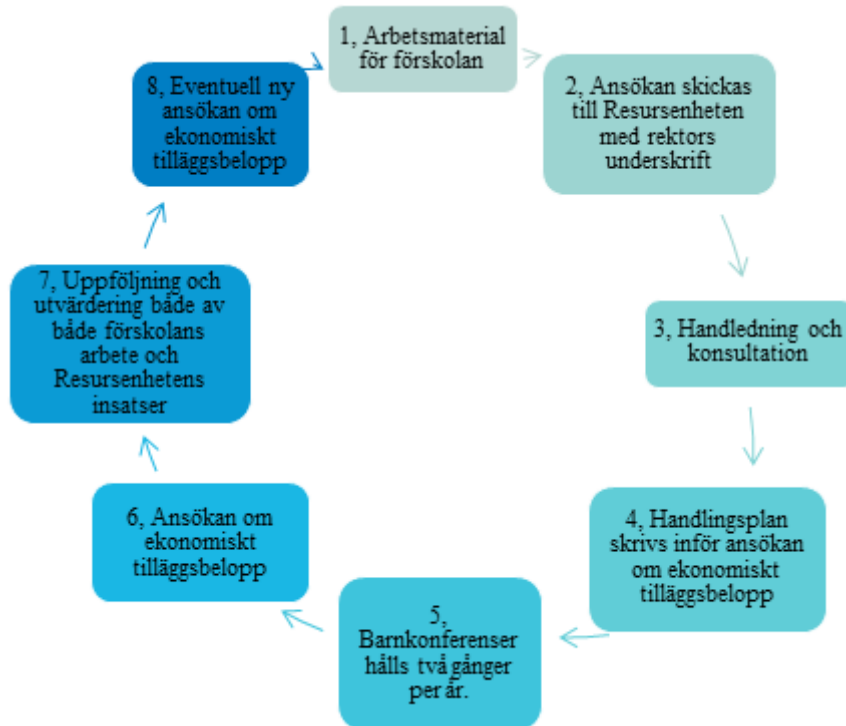 1, Arbetsmaterial
för förskolan
2, Ansökan skickas
till Resursenheten
med rektors
underskrift
3, Handledning och
konsultation
4, Handlingsplan
skrivs inför ansökan
om ekonomiskt
tilläggsbelopp
5,
Barnkonferenser
hålls två gånger
per år.
6, Ansökan om
ekonomiskt
tilläggsbelopp
7, Uppföljning och
utvärdering både av
både förskolans
arbete och
Resursenhetens
insatser
8, Eventuell ny
ansökan om
ekonomiskt
tilläggsbelopp